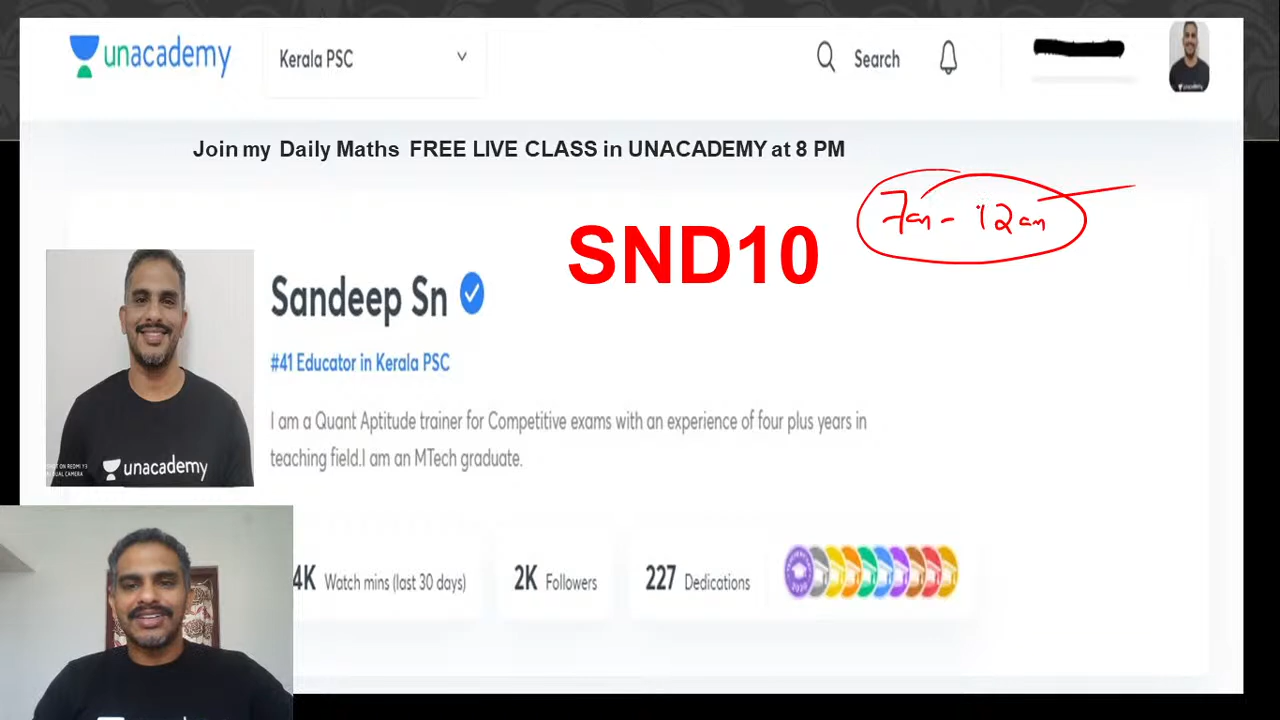 unacademy
Kerala PSC
Search
Join my Daily Maths FREE LIVE CLASS in UNACADEMY at 8 PM
7am - 12am
SND10
Sandeep Sn
#41 Educator in Kerala PSC
I am a Quant Aptitude trainer for Competitive exams with an experience of four plus years in
teaching field.I am an MTech graduate.
unacademy
4K Watch mins (last 30 days)
2K Followers
227 Dedications